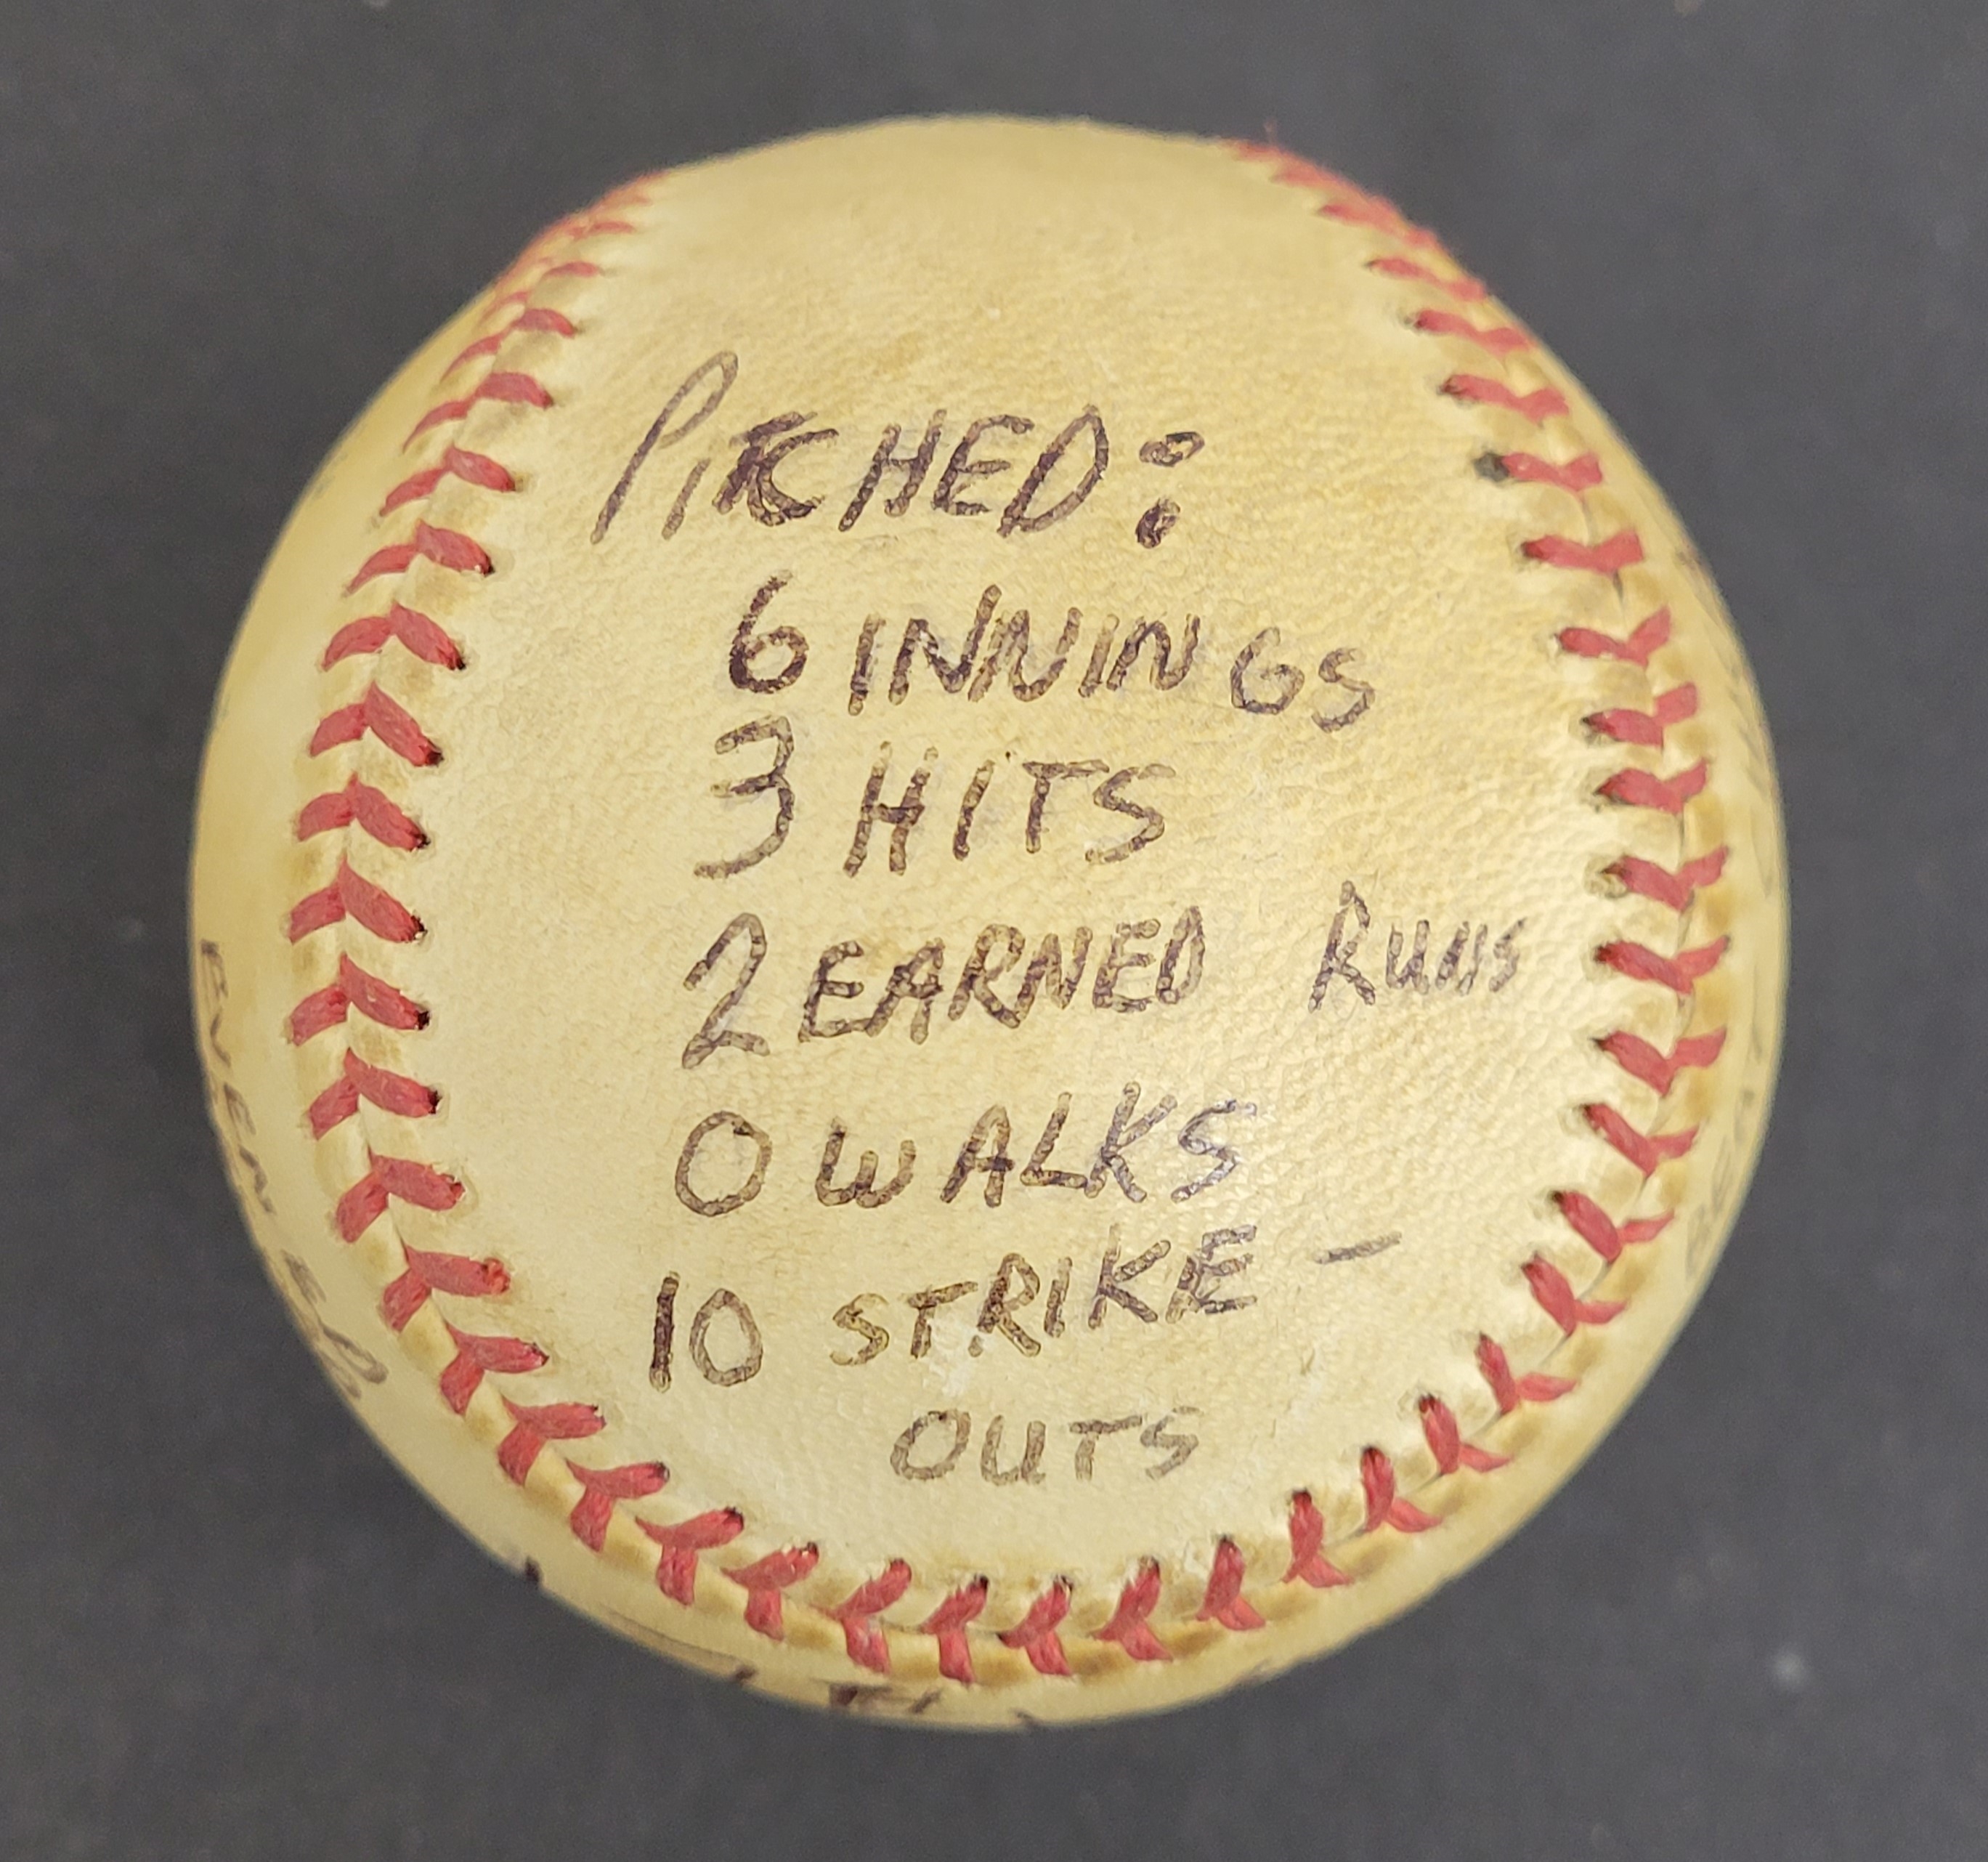 PITCHED:
6 INNINGS
3 HITS
2 EARNED RUNS
0 WALKS
10 STRIKE -
OUTS